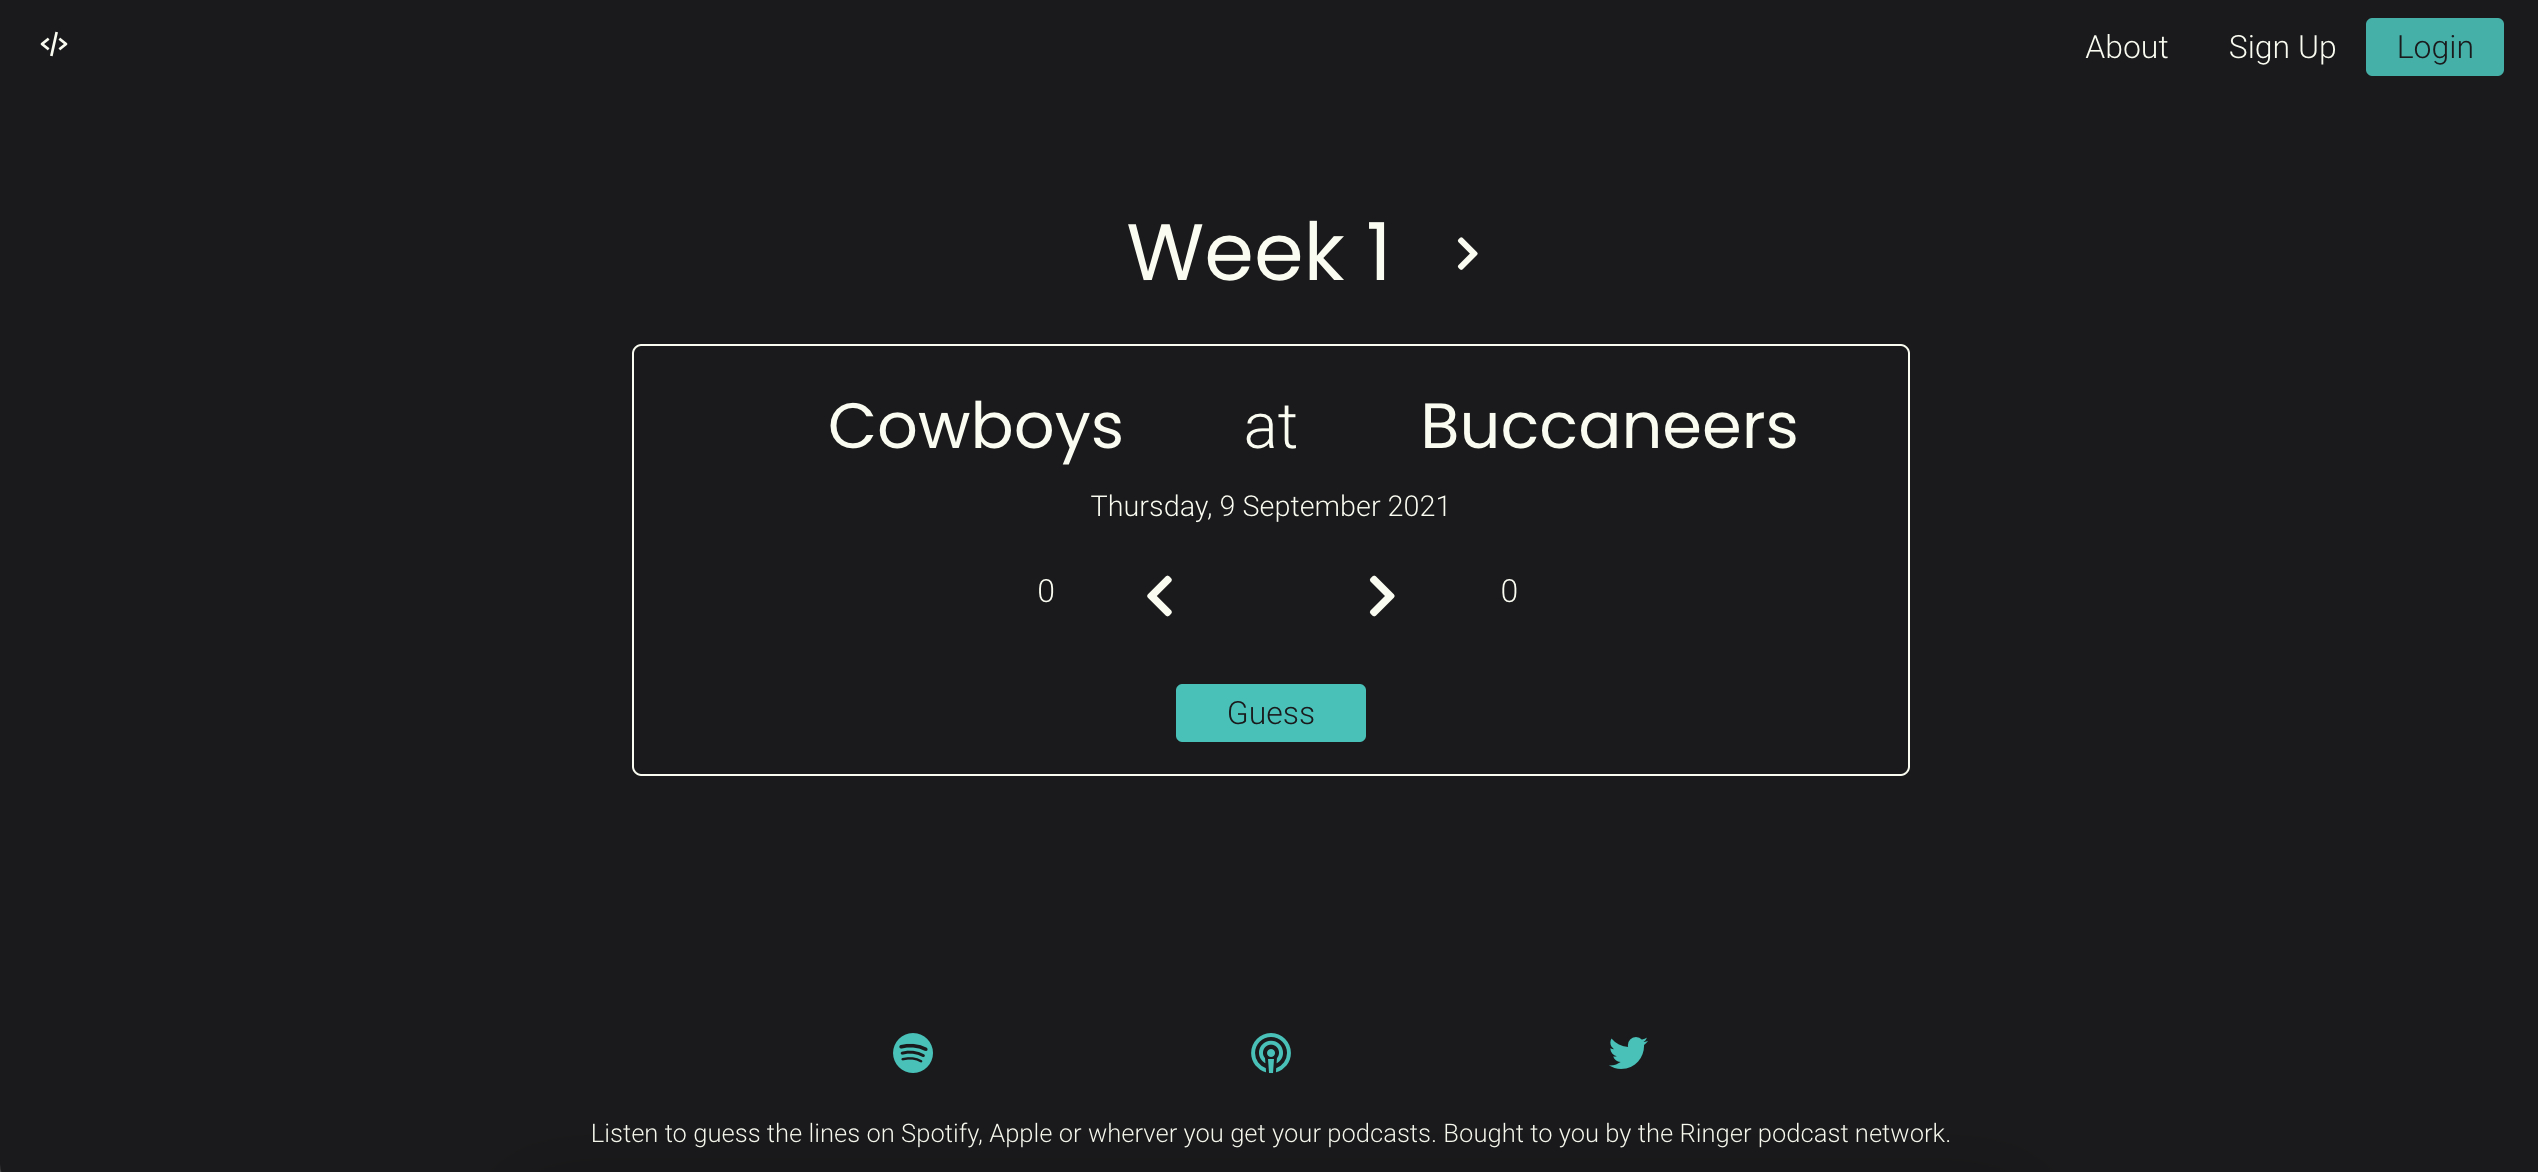 About Sign Up Login
Week 1
Cowboys at Buccaneers
Thursday, 9 September 2021
0 0
Guess
Listen to guess the lines on Spotify, Apple or wherver you get your podcasts. Bought to you by the Ringer podcast network.